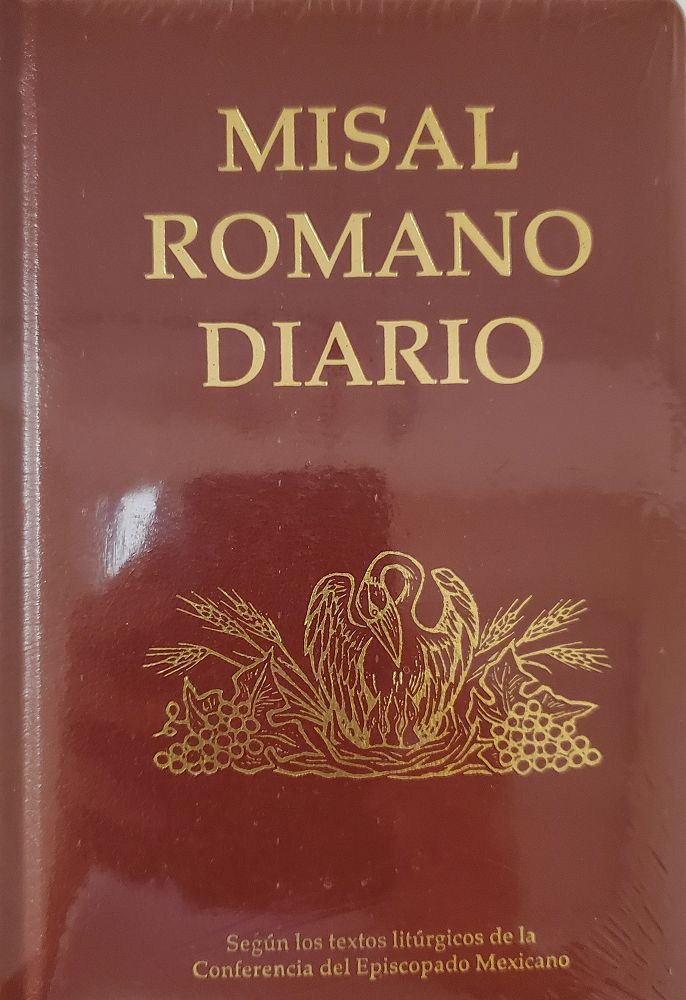 MISAL
ROMANO
DIARIO
Según los textos litúrgicos de la
Conferencia del Episcopado Mexicano